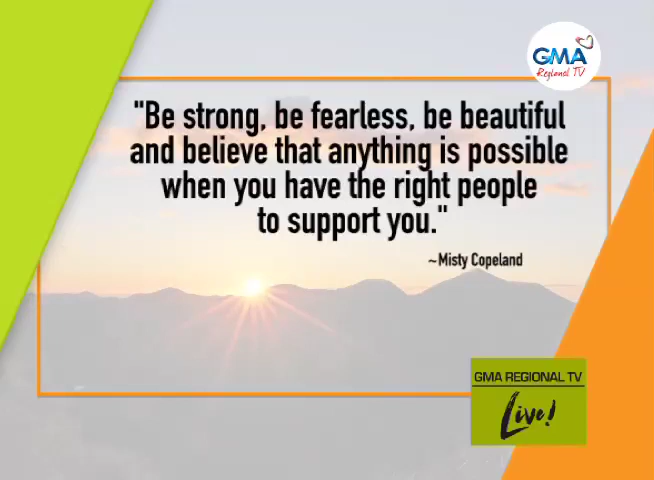 GMA
Regional TV
"Be strong, be fearless, be beautiful
and believe that anything is possible
when you have the right people
to support you."
~Misty Copeland
GMA REGIONAL TV
Live!